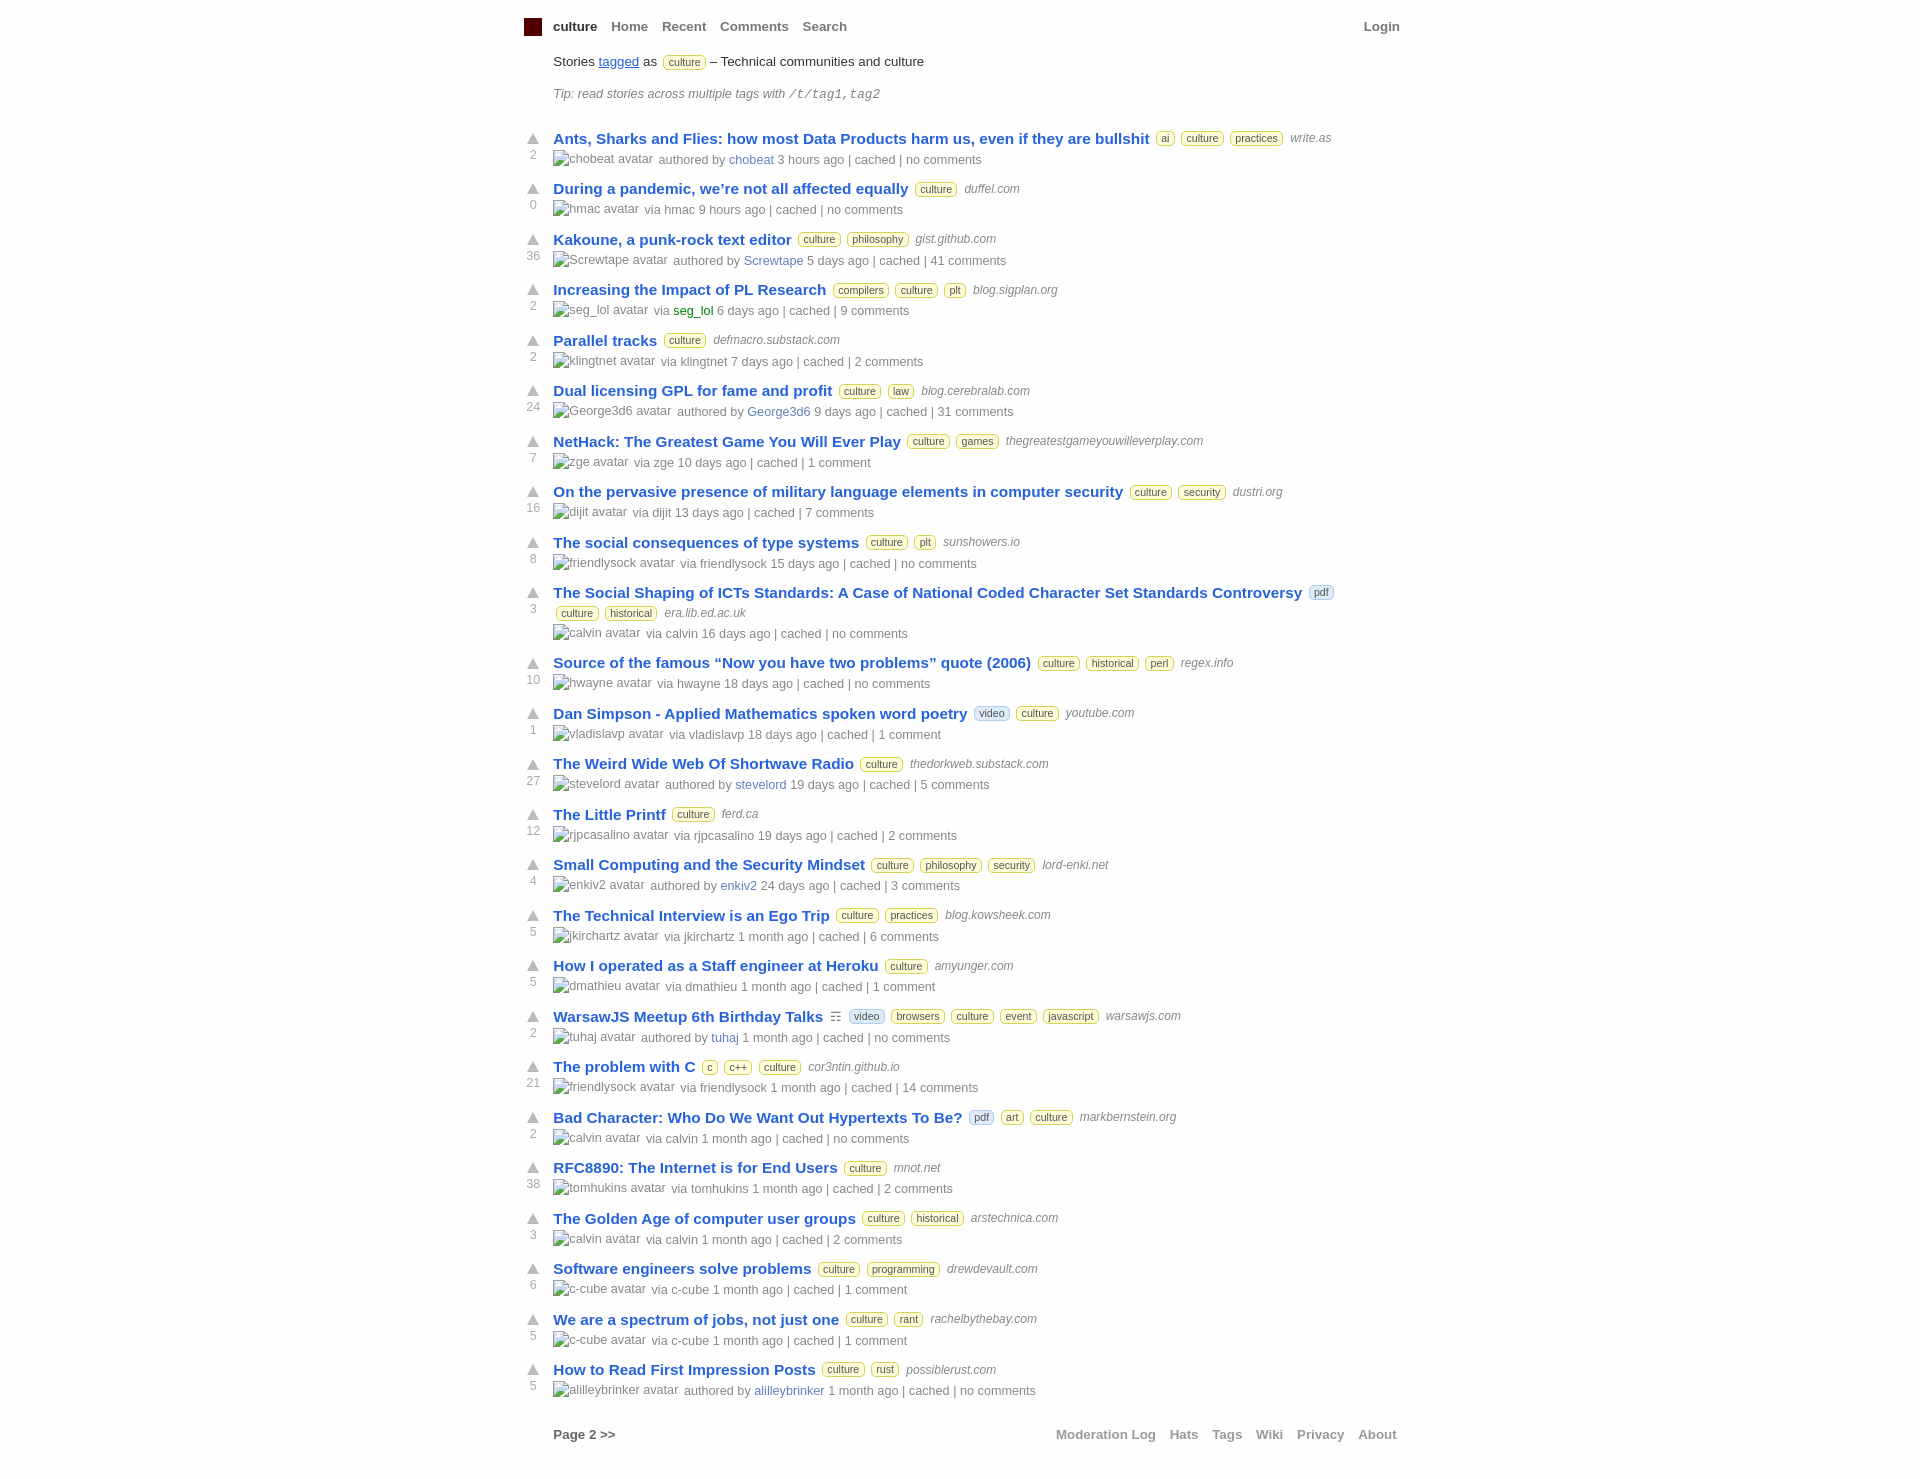 culture Home Recent Comments Search Login
Stories tagged as culture – Technical communities and culture
Tip: read stories across multiple tags with /t/tag1,tag2
Ants, Sharks and Flies: how most Data Products harm us, even if they are bullshit ai culture practices write.as
2 chobeat avatar authored by chobeat 3 hours ago | cached | no comments
During a pandemic, we’re not all affected equally culture duffel.com
0 hmac avatar via hmac 9 hours ago | cached | no comments
Kakoune, a punk-rock text editor culture philosophy gist.github.com
36 Screwtape avatar authored by Screwtape 5 days ago | cached | 41 comments
Increasing the Impact of PL Research compilers culture plt blog.sigplan.org
2 seg_lol avatar via seg_lol 6 days ago | cached | 9 comments
Parallel tracks culture defmacro.substack.com
2 klingtnet avatar via klingtnet 7 days ago | cached | 2 comments
Dual licensing GPL for fame and profit culture law blog.cerebralab.com
24 George3d6 avatar authored by George3d6 9 days ago | cached | 31 comments
NetHack: The Greatest Game You Will Ever Play culture games thegreatestgameyouwilleverplay.com
7 zge avatar via zge 10 days ago | cached | 1 comment
On the pervasive presence of military language elements in computer security culture security dustri.org
16 dijit avatar via dijit 13 days ago | cached | 7 comments
The social consequences of type systems culture plt sunshowers.io
8 friendlysock avatar via friendlysock 15 days ago | cached | no comments
The Social Shaping of ICTs Standards: A Case of National Coded Character Set Standards Controversy pdf
3 culture historical era.lib.ed.ac.uk
calvin avatar via calvin 16 days ago | cached | no comments
Source of the famous “Now you have two problems” quote (2006) culture historical perl regex.info
10 hwayne avatar via hwayne 18 days ago | cached | no comments
Dan Simpson - Applied Mathematics spoken word poetry video culture youtube.com
1 vladislavp avatar via vladislavp 18 days ago | cached | 1 comment
The Weird Wide Web Of Shortwave Radio culture thedorkweb.substack.com
27 stevelord avatar authored by stevelord 19 days ago | cached | 5 comments
The Little Printf culture ferd.ca
12 rjpcasalino avatar via rjpcasalino 19 days ago | cached | 2 comments
Small Computing and the Security Mindset culture philosophy security lord-enki.net
4 enkiv2 avatar authored by enkiv2 24 days ago | cached | 3 comments
The Technical Interview is an Ego Trip culture practices blog.kowsheek.com
5 jkirchartz avatar via jkirchartz 1 month ago | cached | 6 comments
How I operated as a Staff engineer at Heroku culture amyunger.com
5 dmathieu avatar via dmathieu 1 month ago | cached | 1 comment
WarsawJS Meetup 6th Birthday Talks ☶ video browsers culture event javascript warsawjs.com
2 tuhaj avatar authored by tuhaj 1 month ago | cached | no comments
The problem with C c c++ culture cor3ntin.github.io
21 friendlysock avatar via friendlysock 1 month ago | cached | 14 comments
Bad Character: Who Do We Want Out Hypertexts To Be? pdf art culture markbernstein.org
2 calvin avatar via calvin 1 month ago | cached | no comments
RFC8890: The Internet is for End Users culture mnot.net
38 tomhukins avatar via tomhukins 1 month ago | cached | 2 comments
The Golden Age of computer user groups culture historical arstechnica.com
3 calvin avatar via calvin 1 month ago | cached | 2 comments
Software engineers solve problems culture programming drewdevault.com
6 c-cube avatar via c-cube 1 month ago | cached | 1 comment
We are a spectrum of jobs, not just one culture rant rachelbythebay.com
5 c-cube avatar via c-cube 1 month ago | cached | 1 comment
How to Read First Impression Posts culture rust possiblerust.com
5 alilleybrinker avatar authored by alilleybrinker 1 month ago | cached | no comments
Page 2 >> Moderation Log Hats Tags Wiki Privacy About